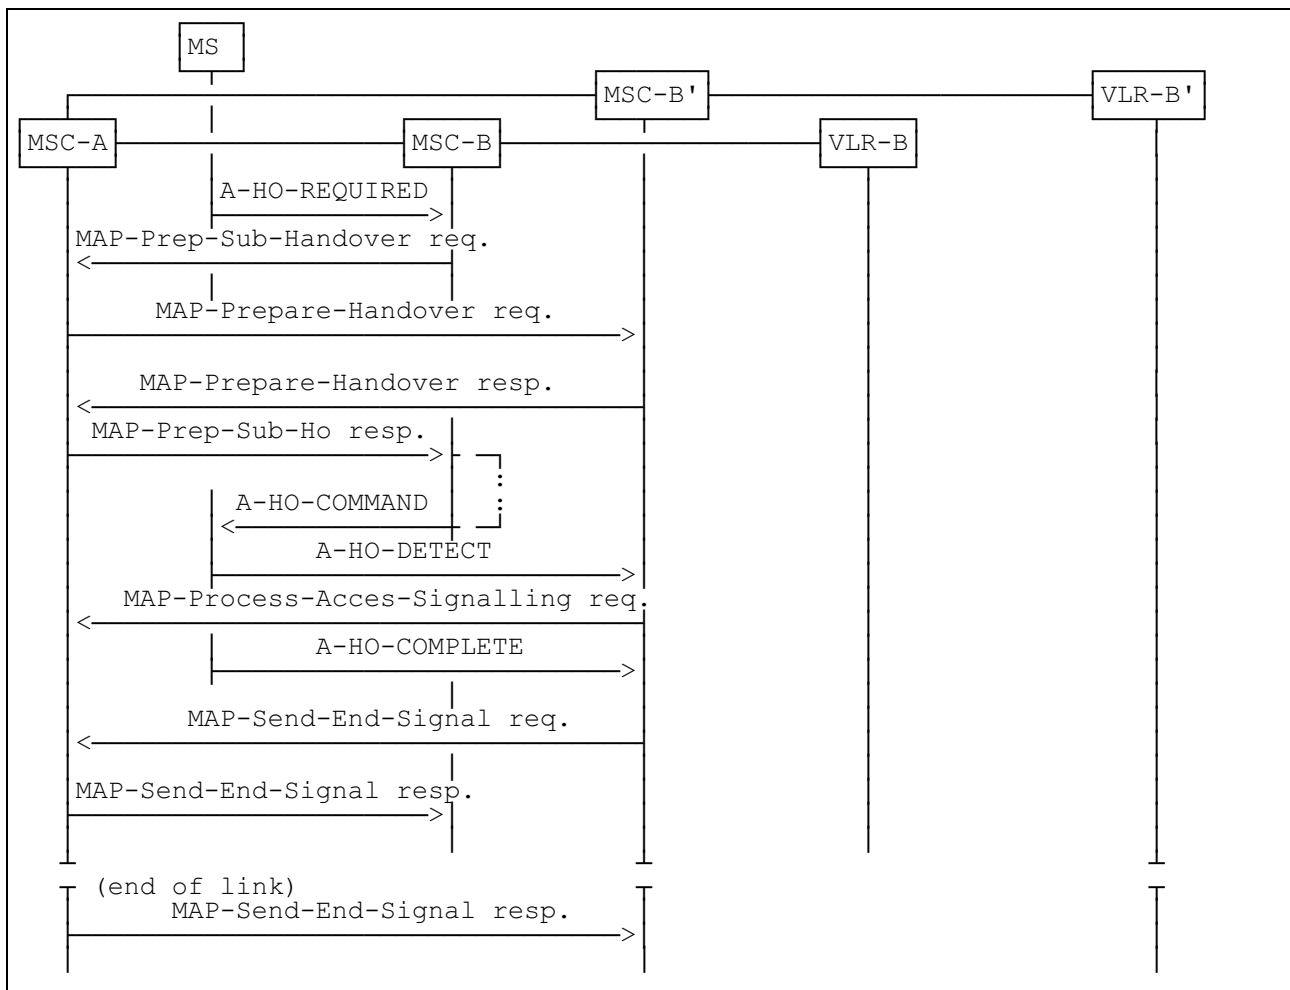 MS
MSC-B' VLR-B'
MSC-A MSC-B VLR-B
A-HO-REQUIRED
MAP-Prep-Sub-Handover req.
MAP-Prepare-Handover req.
MAP-Prepare-Handover resp.
MAP-Prep-Sub-Ho resp.
A-HO-COMMAND
A-HO-DETECT
MAP-Process-Acces-Signalling req.
A-HO-COMPLETE
MAP-Send-End-Signal req.
MAP-Send-End-Signal resp.
(end of link)
MAP-Send-End-Signal resp.